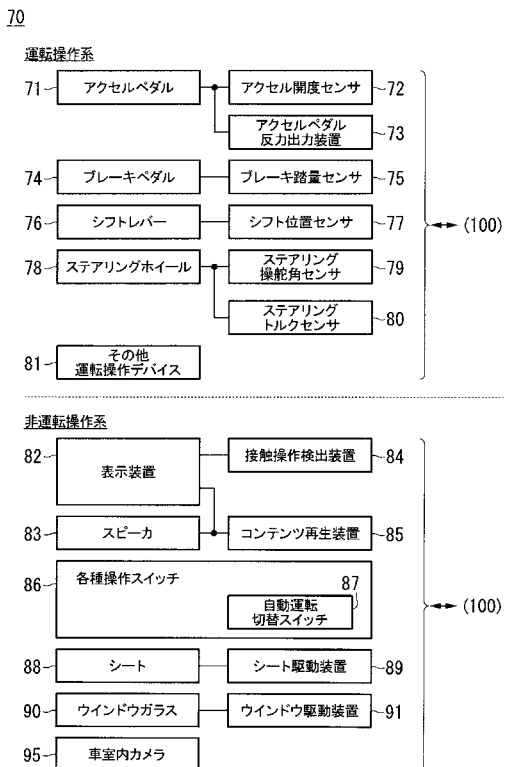 70
運転操作系
71 アクセルペダル アクセル開度センサ 72
アクセルペダル
反力出力装置 73
74 ブレーキペダル ブレーキ踏量センサ 75
76 シフトレバー シフト位置センサ 77
78 ステアリングホイール ステアリング
操舵角センサ 79
ステアリング
トルクセンサ 80
81 その他
運転操作デバイス
(100)
非運転操作系
82 表示装置 接触操作検出装置 84
83 スピーカ コンテンツ再生装置 85
86 各種操作スイッチ 87
自動運転
切替スイッチ
(100)
88 シート シート駆動装置 89
90 ウインドウガラス ウインドウ駆動装置 91
95 車室内カメラ